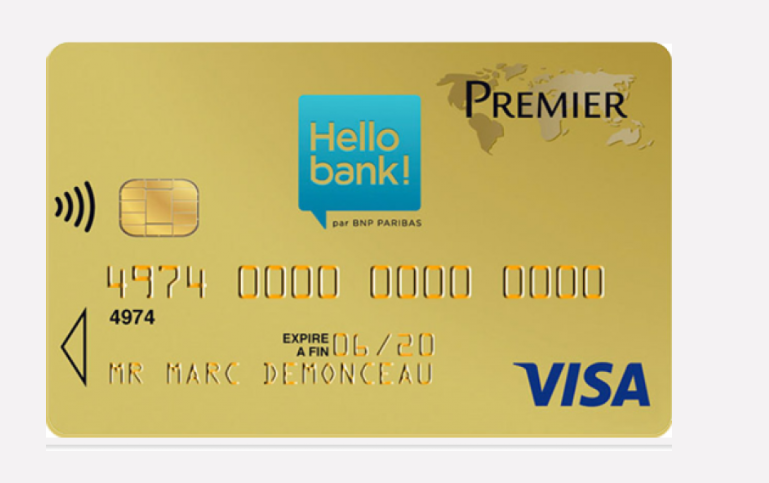 PREMIER
Hello
bank!
par BNP PARIBAS
4974 0000 0000 0000
4974
EXPIRE
A FIN 06/20
MR MARC DEMONCEAU
VISA